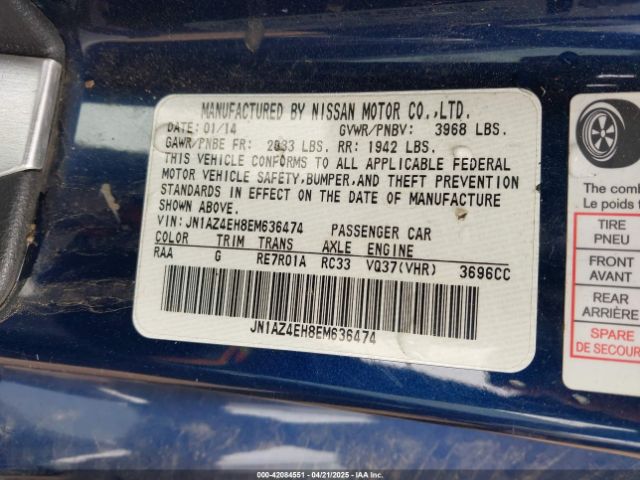 MANUFACTURED BY NISSAN MOTOR CO.,LTD.
DATE: 01/14 GVWR/PNBV: 3968 LBS.
GAWR/PNBE FR: 2033 LBS. RR: 1942 LBS.
THIS VEHICLE CONFORMS TO ALL APPLICABLE FEDERAL
MOTOR VEHICLE SAFETY,BUMPER,AND THEFT PREVENTION
STANDARDS IN EFFECT ON THE DATE OF MANUFACTURE
SHOWN ABOVE.
VIN: JN1AZ4EH8EM636474 PASSENGER CAR
COLOR TRIM TRANS AXLE ENGINE
RAA G RE7R01A RC33 VQ37(VHR) 3696CC
JN1AZ4EH8EM636474
The comb
Le poids
TIRE
PNEU
FRONT
AVANT
REAR
ARRIÈRE
SPARE
DE SECOUR
000-42084551 04/21/2025 IAAI.COM